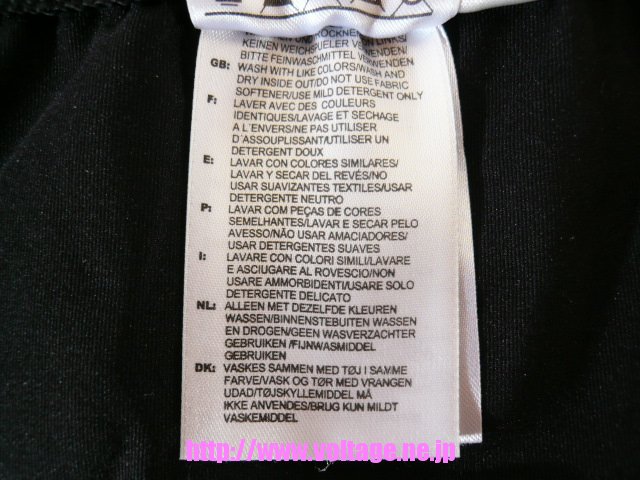 WASCHEN UND TROCKNEN VON LINKS/
KEINEN WEICHSPUELER VERWENDEN/
BITTE FEINWASCHMITTEL VERWENDEN
GB: WASH WITH LIKE COLORS/WASH AND
DRY INSIDE OUT/DO NOT USE FABRIC
SOFTENER/USE MILD DETERGENT ONLY
F: LAVER AVEC DES COULEURS
IDENTIQUES/LAVAGE ET SECHAGE
A L'ENVERS/NE PAS UTILISER
D'ASSOUPLISSANT/UTILISER UN
DETERGENT DOUX
E: LAVAR CON COLORES SIMILARES/
LAVAR Y SECAR DEL REVÉS/NO
USAR SUAVIZANTES TEXTILES/USAR
DETERGENTE NEUTRO
P: LAVAR COM PEÇAS DE CORES
SEMELHANTES/LAVAR E SECAR PELO
AVESSO/NÃO USAR AMACIADORES/
USAR DETERGENTES SUAVES
I: LAVARE CON COLORI SIMILI/LAVARE
E ASCIUGARE AL ROVESCIO/NON
USARE AMMORBIDENTI/USARE SOLO
DETERGENTE DELICATO
NL: ALLEEN MET DEZELFDE KLEUREN
WASSEN/BINNENSTEBUITEN WASSEN
EN DROGEN/GEEN WASVERZACHTER
GEBRUIKEN /FIJNWASMIDDEL
GEBRUIKEN
DK: VASKES SAMMEN MED TØJ I SAMME
FARVE/VASK OG TØR MED VRANGEN
UDAD/TØJSKYLLEMIDDEL MÅ
IKKE ANVENDES/BRUG KUN MILDT
VASKEMIDDEL
http://www.voltage.ne.jp